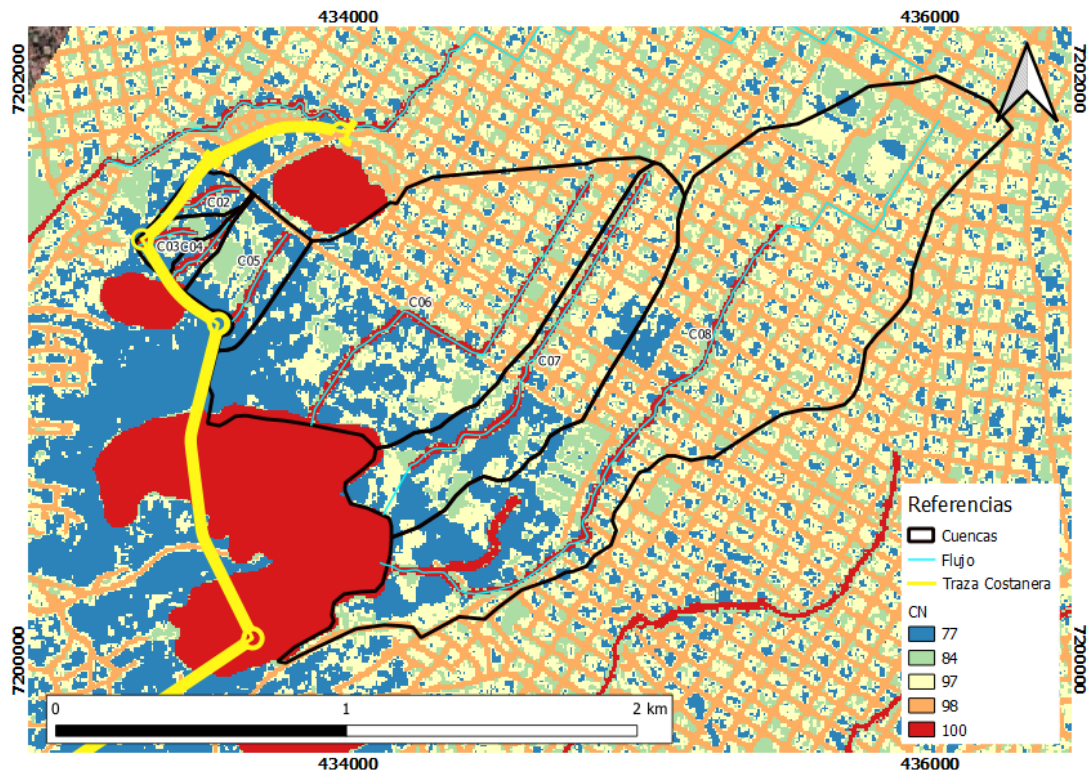 434000
436000
7202000
7202000
C02
C03
C04
C05
C06
C07
C08
Referencias
Cuencas
Flujo
Traza Costanera
CN
77
84
97
98
100
7200000
7200000
0
1
2 km
434000
436000